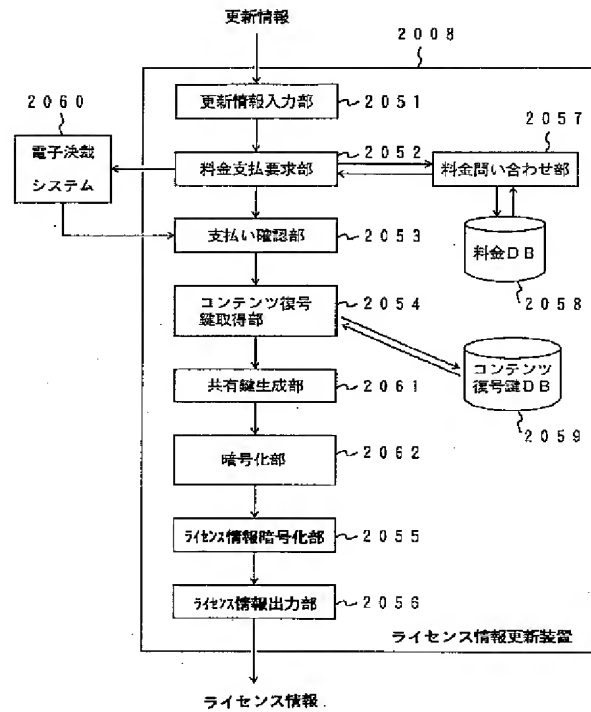 更新情報
2008
更新情報入力部
2051
2060
2057
電子決裁
システム
料金支払要求部
2052
料金問い合わせ部
支払い確認部
2053
料金DB
2058
コンテンツ復号
鍵取得部
2054
コンテンツ
復号鍵DB
2059
共有鍵生成部
2061
暗号化部
2062
ライセンス情報暗号化部
2055
ライセンス情報出力部
2056
ライセンス情報更新装置
ライセンス情報